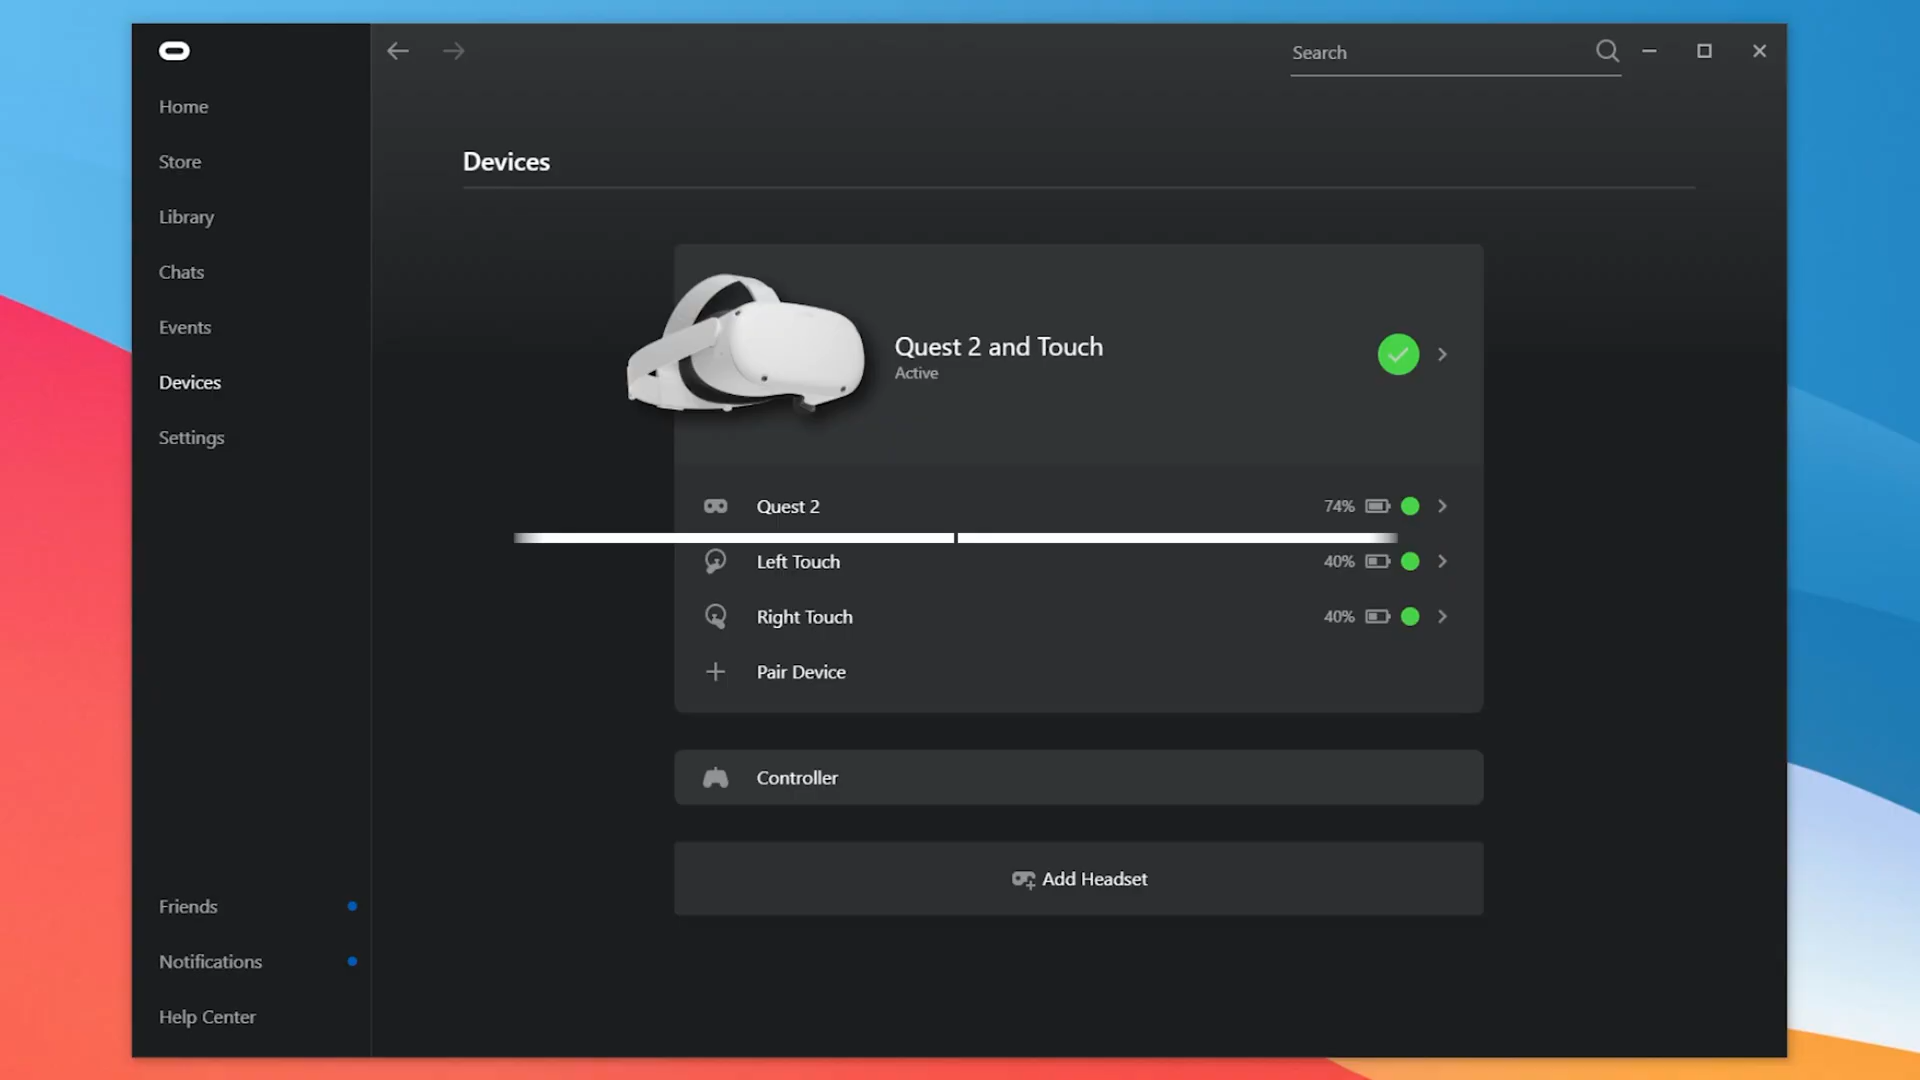 Search
Home
Store
Library
Chats
Events
Devices
Settings
Friends
Notifications
Help Center
Devices
Quest 2 and Touch
Active
Quest 2
74%
Left Touch
40%
Right Touch
40%
Pair Device
Controller
Add Headset